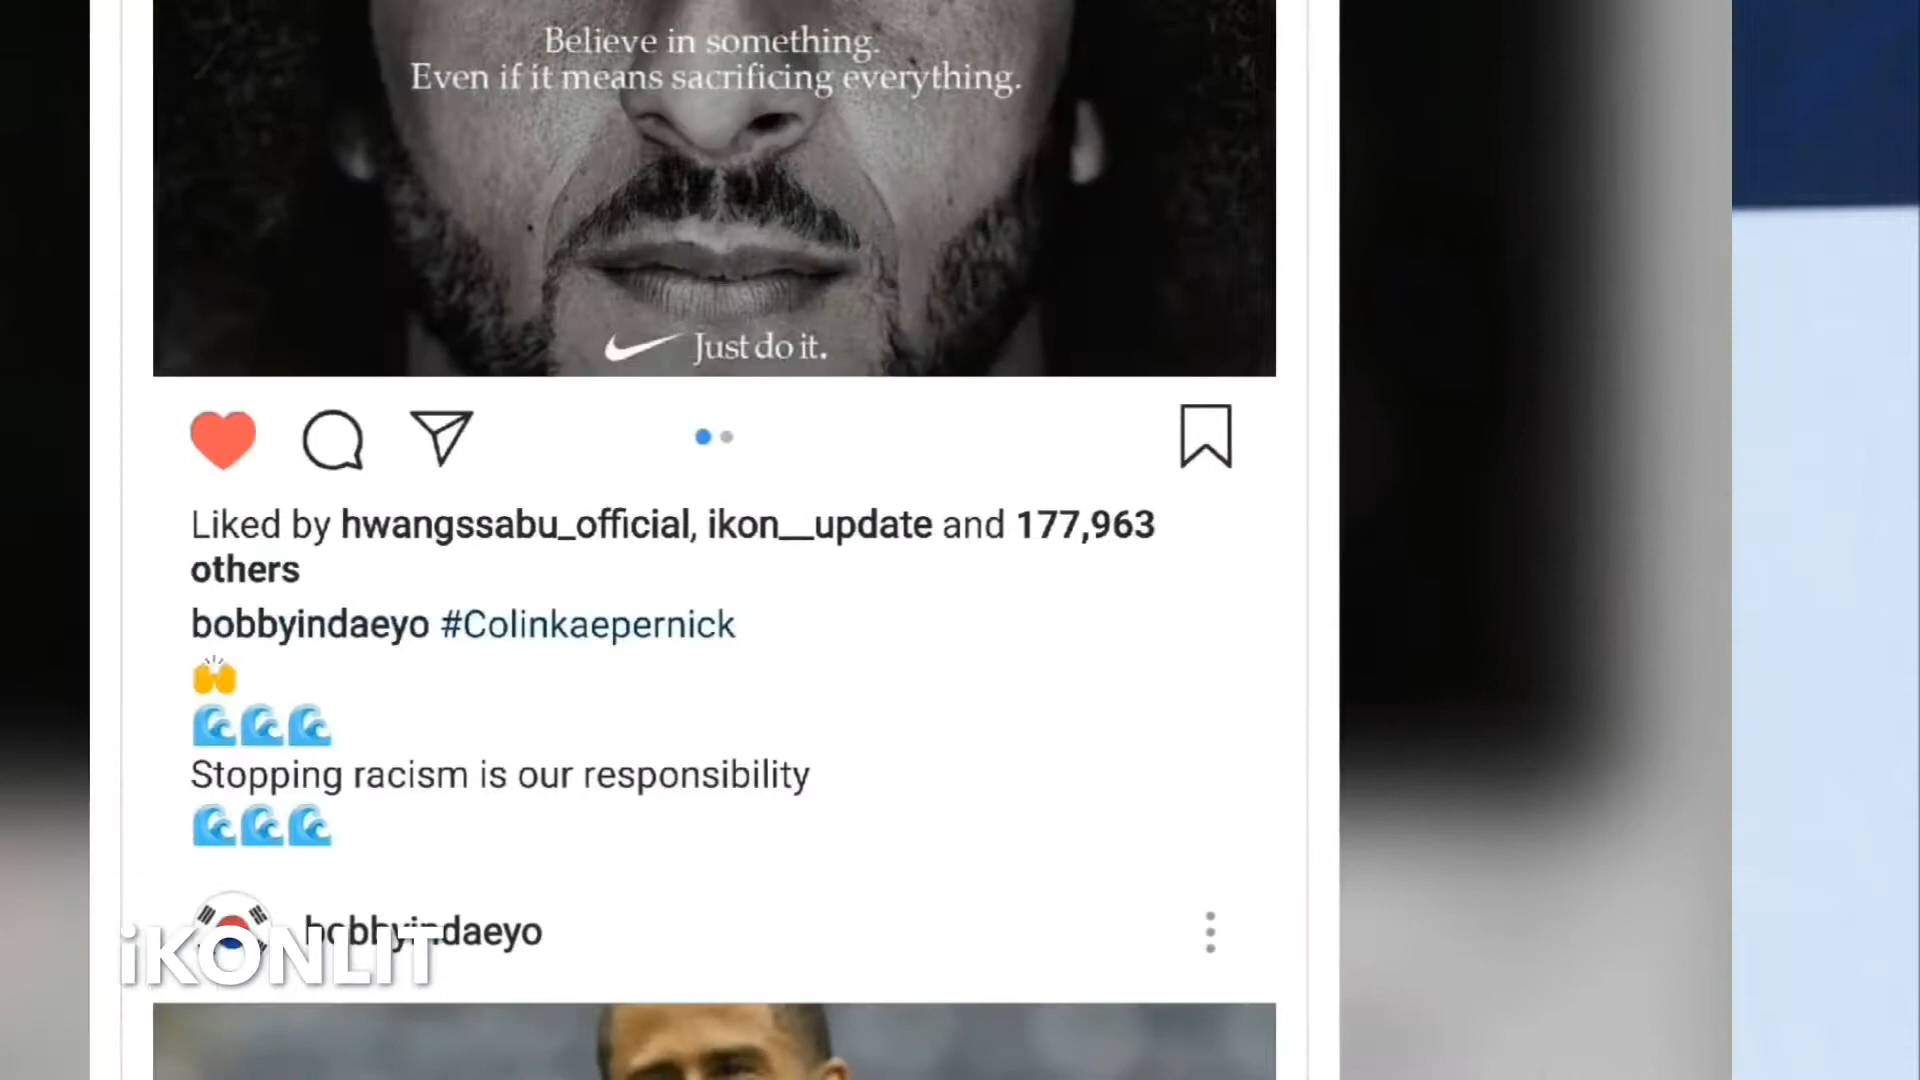 Believe in something.
Even if it means sacrificing everything.
Just do it.
Liked by hwangssabu_official, ikon__update and 177,963
others
bobbyindaeyo #Colinkaepernick
Stopping racism is our responsibility
bobbyindaeyo
iKONLIT